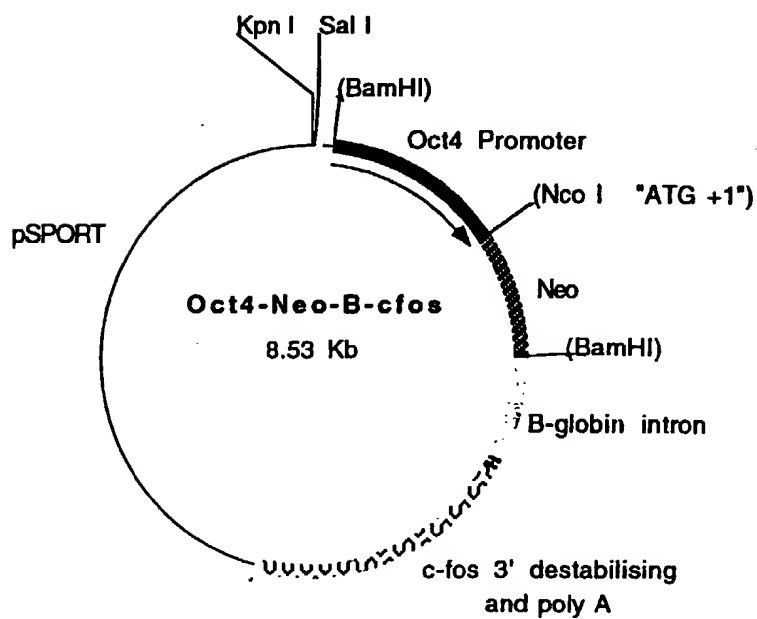 Kpn I Sal I
(BamHI)
Oct4 Promoter
(Nco I "ATG +1")
pSPORT
Neo
Oct4-Neo-B-cfos
8.53 Kb
(BamHI)
B-globin intron
c-fos 3' destabilising
and poly A